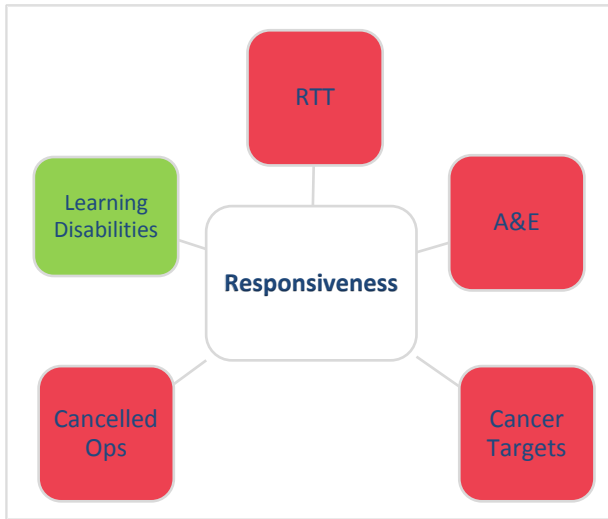 RTT
Learning
Disabilities
A&E
Responsiveness
Cancelled
Ops
Cancer
Targets